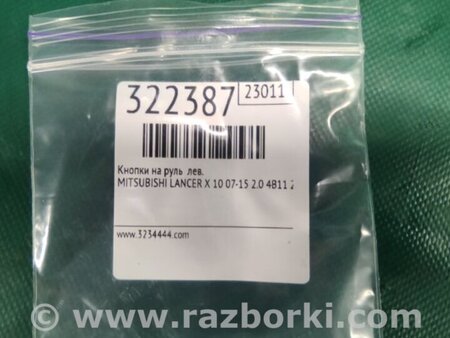 322387
23011
Кнопки на руль лев.
MITSUBISHI LANCER X 10 07-15 2.0 4B11 2
www.3234444.com
© www.razborki.com